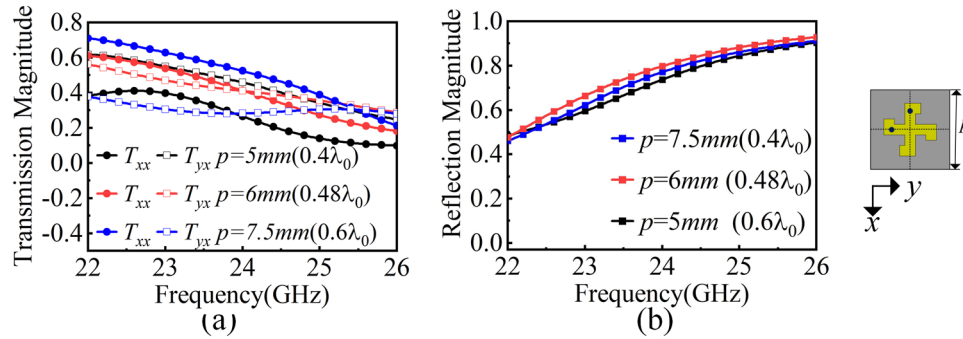 Transmission Magnitude
0.8
0.6
0.4
0.2
0.0
-0.2
-0.4
Txx Tyx p=5mm(0.4λ0)
Txx Tyx p=6mm(0.48λ0)
Txx Tyx p=7.5mm(0.6λ0)
22 23 24 25 26
Frequency(GHz)
(a)
Reflection Magnitude
1.0
0.8
0.6
0.4
0.2
0.0
p=7.5mm(0.4λ0)
p=6mm (0.48λ0)
p=5mm (0.6λ0)
22 23 24 25 26
Frequency(GHz)
(b)
y
x